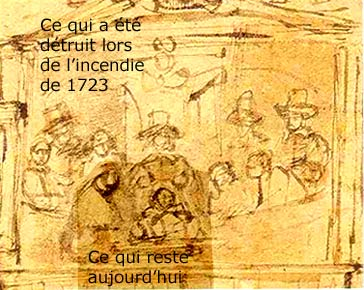 Ce qui a été
détruit lors
de l’incendie
de 1723
Ce qui reste
aujourd’hui